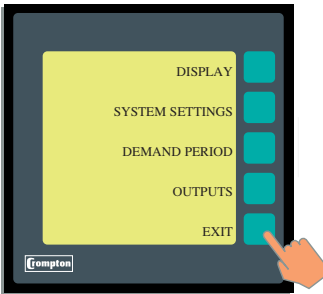 DISPLAY
SYSTEM SETTINGS
DEMAND PERIOD
OUTPUTS
EXIT
Crompton